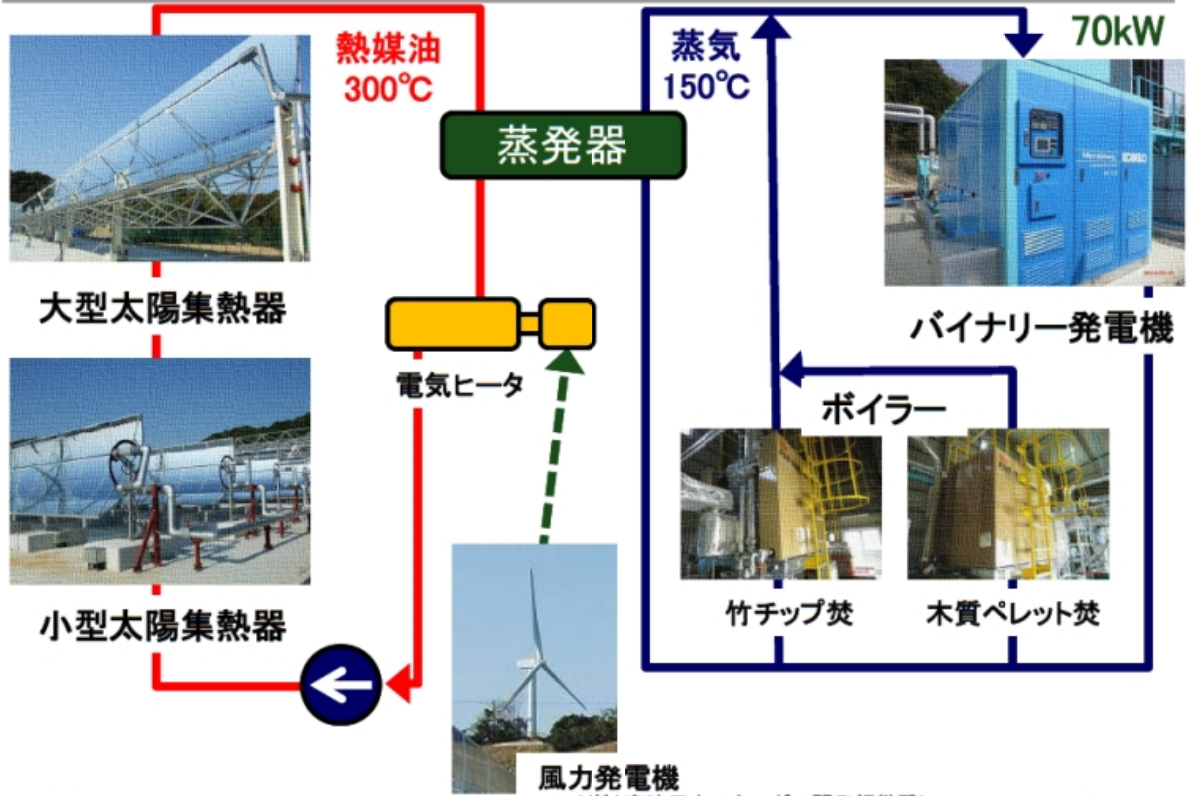 熱媒油
300℃
蒸気
150℃
70kW
蒸発器
KOBELCO
大型太陽集熱器
バイナリー発電機
電気ヒータ
ボイラー
小型太陽集熱器
竹チップ焚
木質ペレット焚
風力発電機